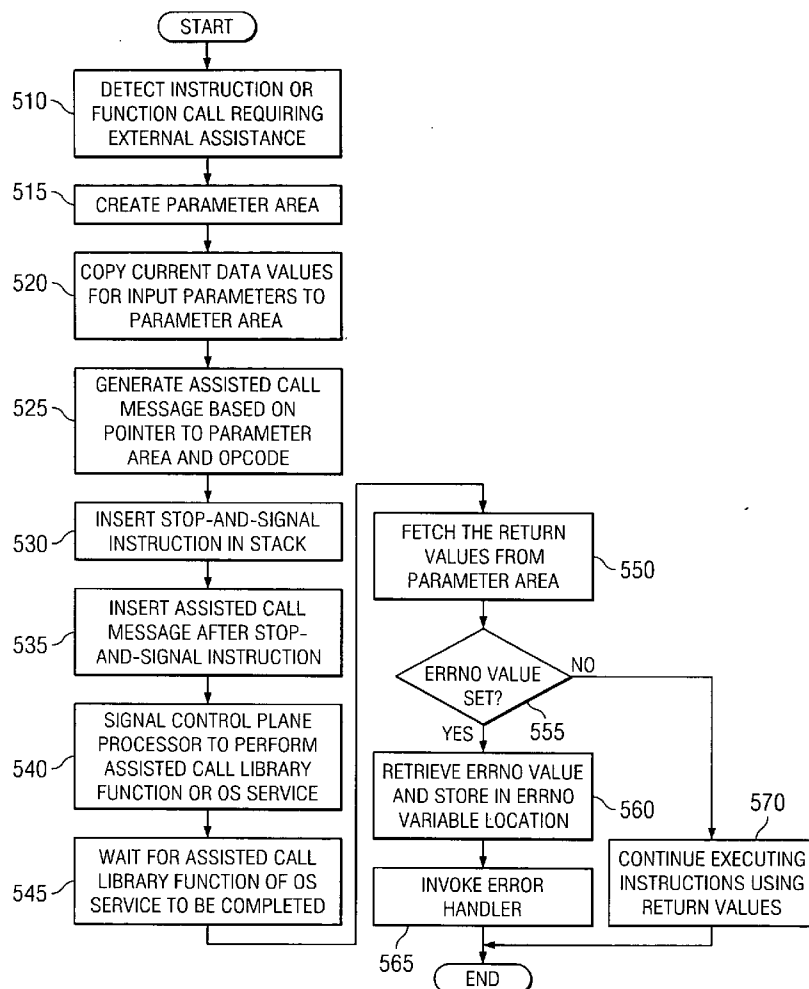 START
510
DETECT INSTRUCTION OR
FUNCTION CALL REQUIRING
EXTERNAL ASSISTANCE
515
CREATE PARAMETER AREA
520
COPY CURRENT DATA VALUES
FOR INPUT PARAMETERS TO
PARAMETER AREA
525
GENERATE ASSISTED CALL
MESSAGE BASED ON
POINTER TO PARAMETER
AREA AND OPCODE
530
INSERT STOP-AND-SIGNAL
INSTRUCTION IN STACK
535
INSERT ASSISTED CALL
MESSAGE AFTER STOP-
AND-SIGNAL INSTRUCTION
540
SIGNAL CONTROL PLANE
PROCESSOR TO PERFORM
ASSISTED CALL LIBRARY
FUNCTION OR OS SERVICE
545
WAIT FOR ASSISTED CALL
LIBRARY FUNCTION OF OS
SERVICE TO BE COMPLETED
FETCH THE RETURN
VALUES FROM
PARAMETER AREA
550
ERRNO VALUE
SET?
555
NO
YES
RETRIEVE ERRNO VALUE
AND STORE IN ERRNO
VARIABLE LOCATION
560
570
CONTINUE EXECUTING
INSTRUCTIONS USING
RETURN VALUES
INVOKE ERROR
HANDLER
565
END